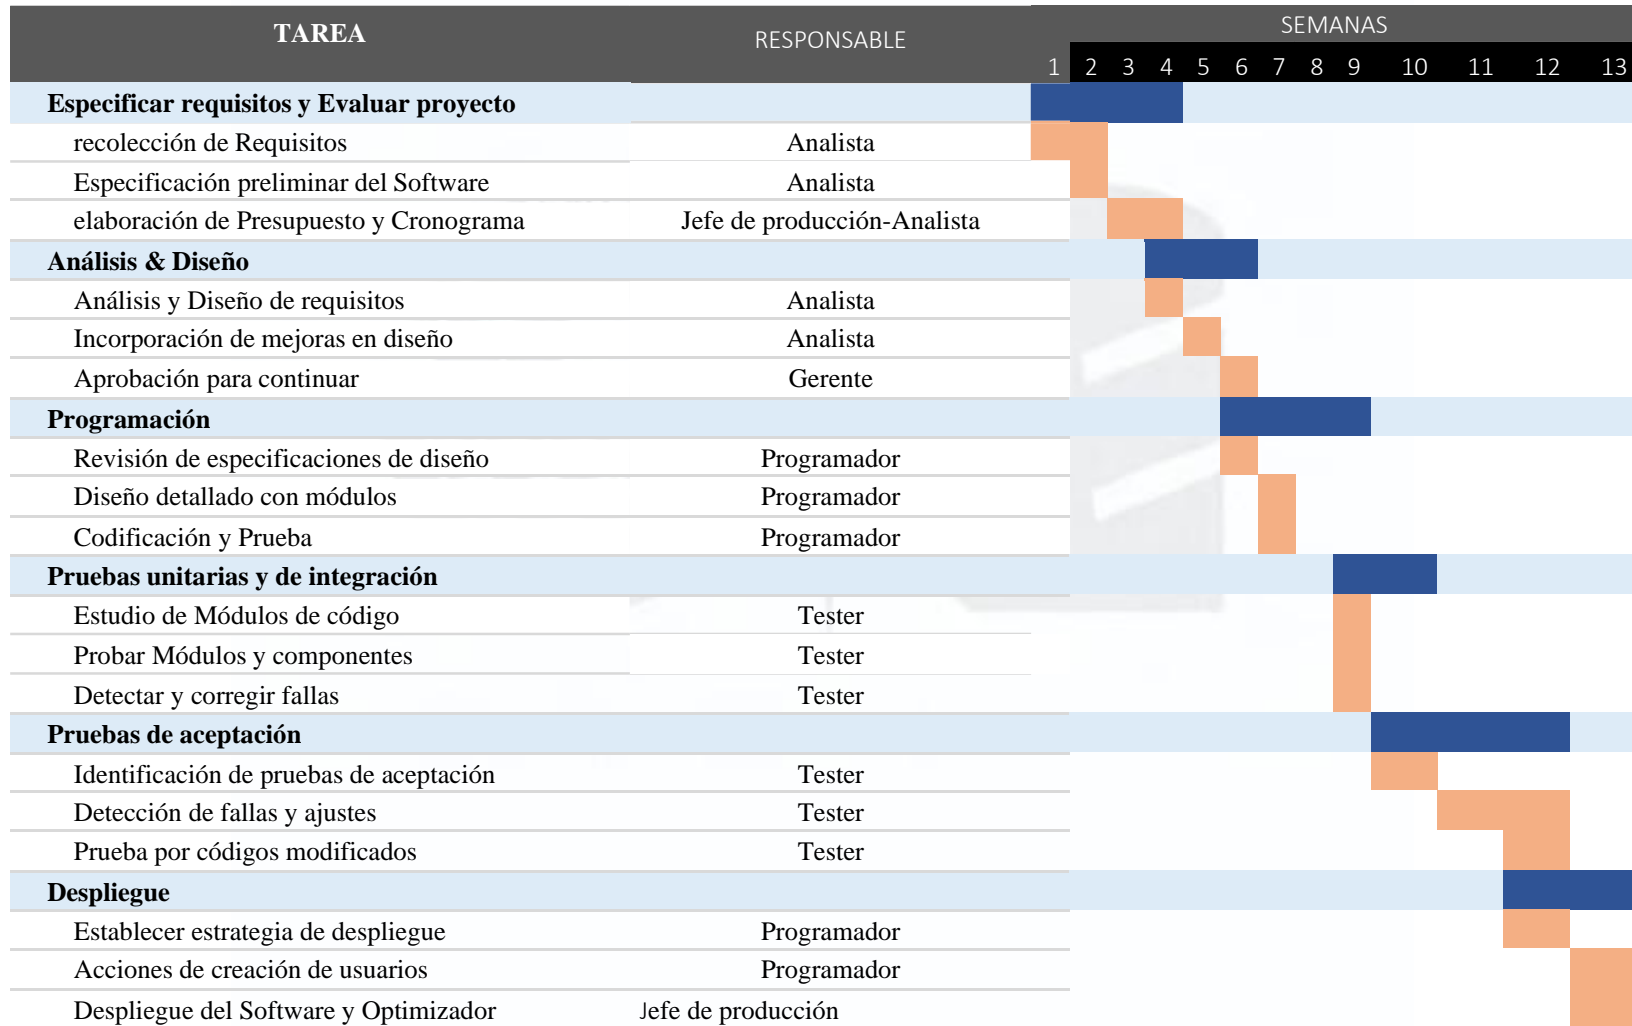 TAREA RESPONSABLE SEMANAS
1 2 3 4 5 6 7 8 9 10 11 12 13
Especificar requisitos y Evaluar proyecto
recolección de Requisitos Analista
Especificación preliminar del Software Analista
elaboración de Presupuesto y Cronograma Jefe de producción-Analista
Análisis & Diseño
Análisis y Diseño de requisitos Analista
Incorporación de mejoras en diseño Analista
Aprobación para continuar Gerente
Programación
Revisión de especificaciones de diseño Programador
Diseño detallado con módulos Programador
Codificación y Prueba Programador
Pruebas unitarias y de integración
Estudio de Módulos de código Tester
Probar Módulos y componentes Tester
Detectar y corregir fallas Tester
Pruebas de aceptación
Identificación de pruebas de aceptación Tester
Detección de fallas y ajustes Tester
Prueba por códigos modificados Tester
Despliegue
Establecer estrategia de despliegue Programador
Acciones de creación de usuarios Programador
Despliegue del Software y Optimizador Jefe de producción